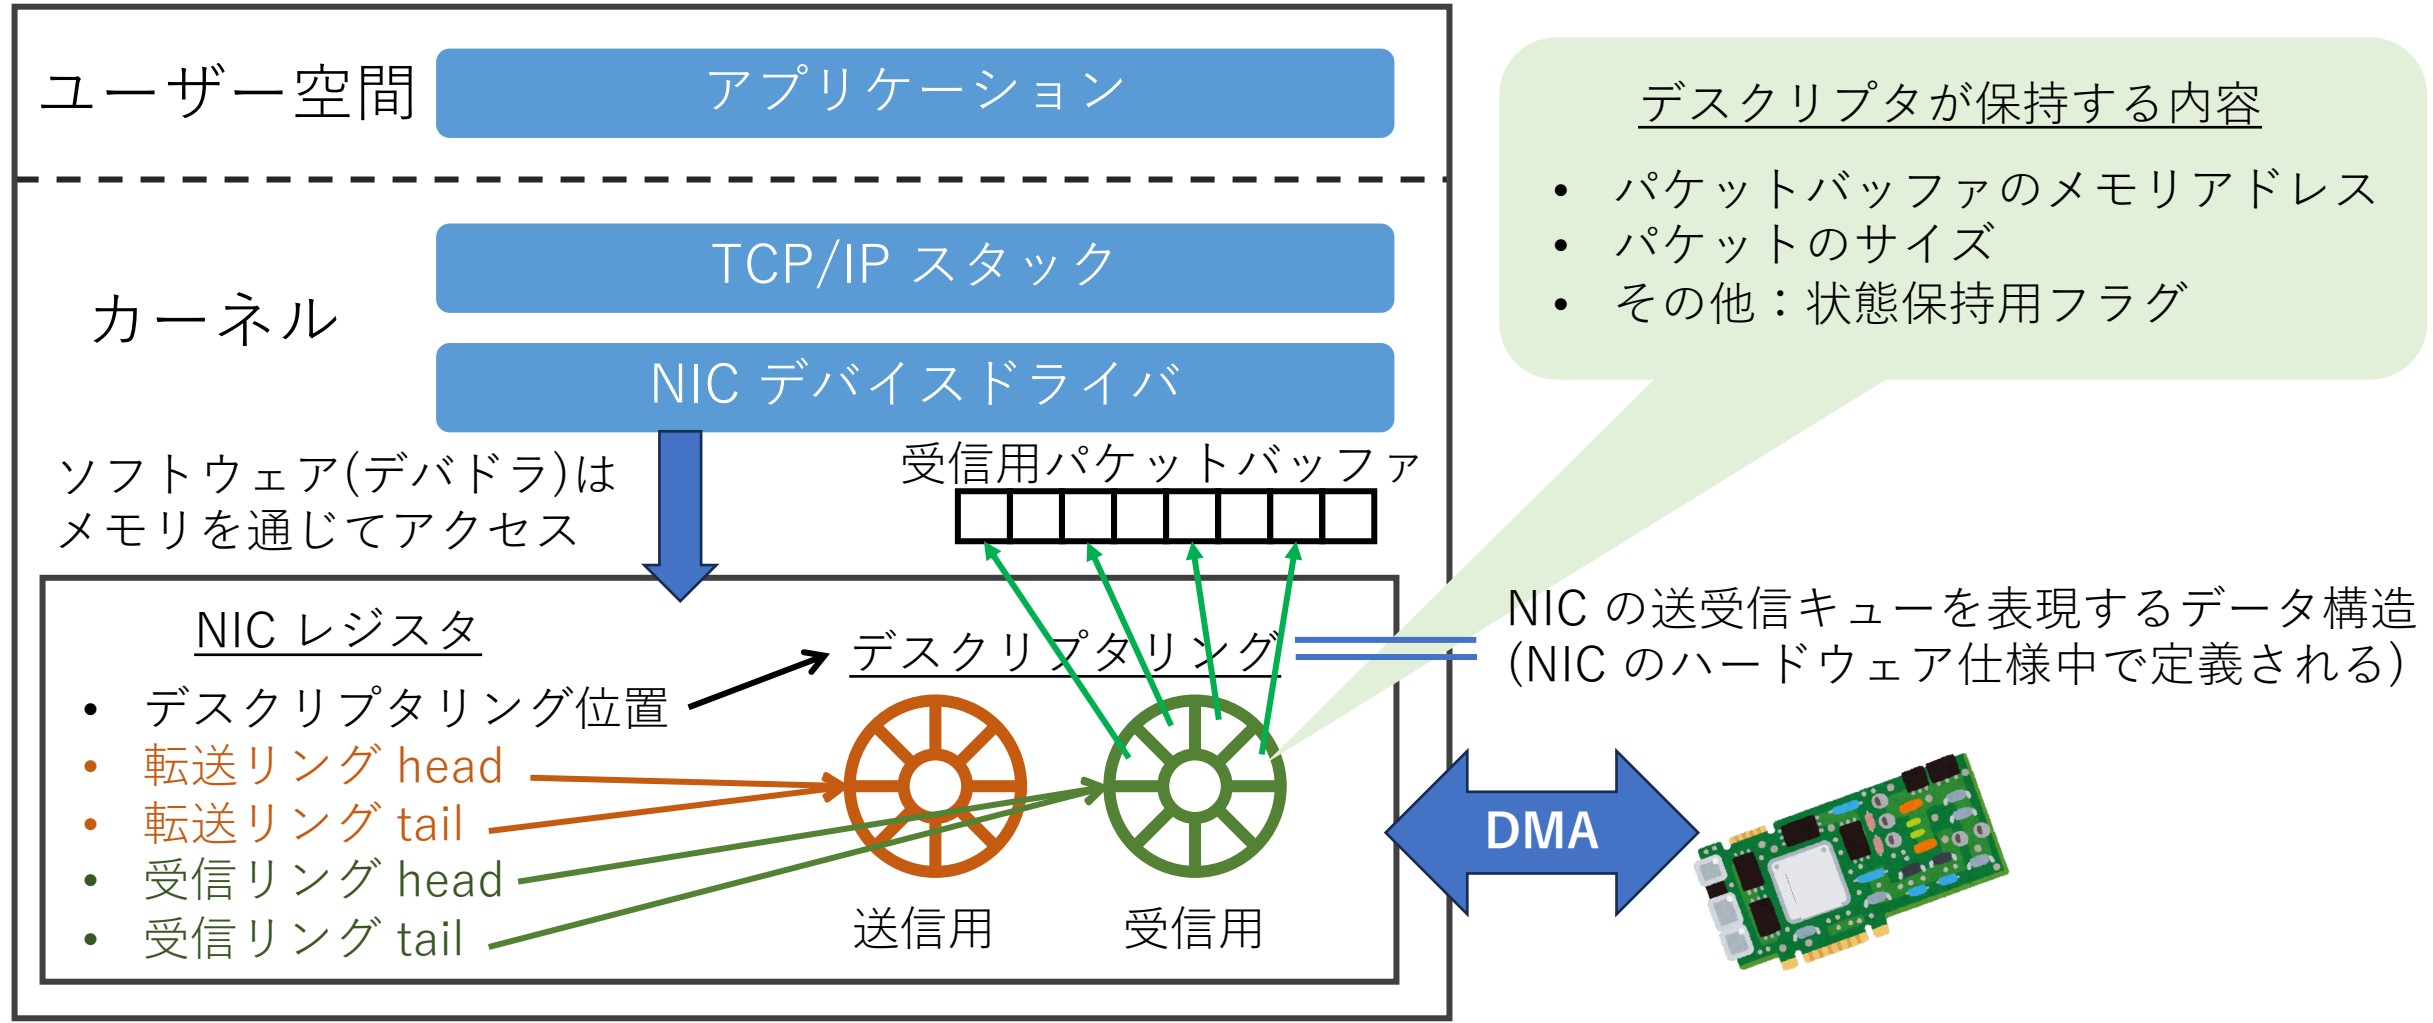 ユーザー空間
アプリケーション
カーネル
TCP/IP スタック
NIC デバイスドライバ
ソフトウェア(デバドラ)は
メモリを通じてアクセス
受信用パケットバッファ
NIC レジスタ
• デスクリプタリング位置
• 転送リング head
• 転送リング tail
• 受信リング head
• 受信リング tail
デスクリプタリング
送信用
受信用
デスクリプタが保持する内容
• パケットバッファのメモリアドレス
• パケットのサイズ
• その他：状態保持用フラグ
NIC の送受信キューを表現するデータ構造
(NIC のハードウェア仕様中で定義される)
DMA